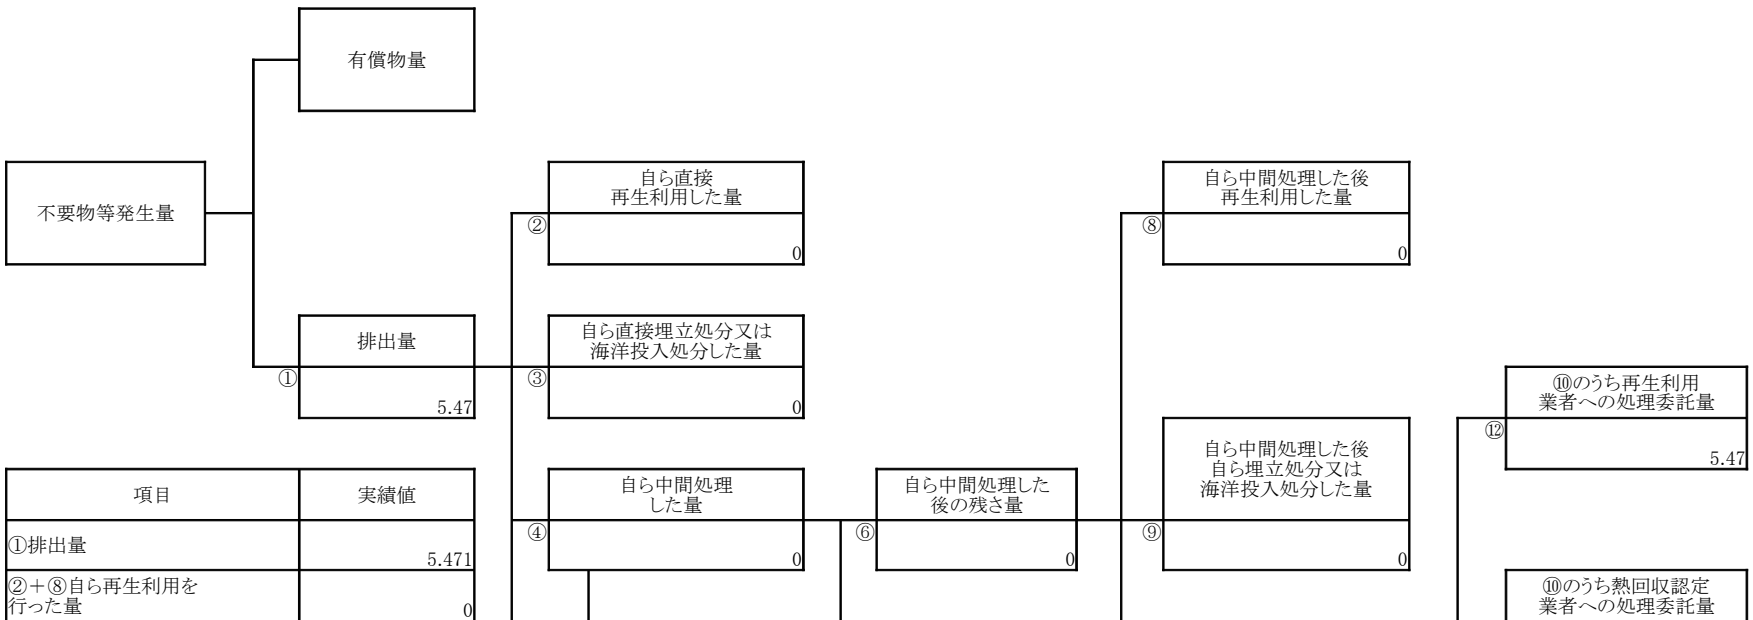 有償物量
不要物等発生量
自ら直接
再生利用した量
②
0
自ら中間処理した後
再生利用した量
⑧
0
排出量
①
5.47
自ら直接埋立処分又は
海洋投入処分した量
③
0
⑩のうち再生利用
業者への処理委託量
⑫
5.47
自ら中間処理
した量
④
0
自ら中間処理した
後の残さ量
⑥
0
自ら中間処理した後
自ら埋立処分又は
海洋投入処分した量
⑨
0
項目
実績値
①排出量
5.471
②＋⑧自ら再生利用を
行った量
0
⑩のうち熱回収認定
業者への処理委託量